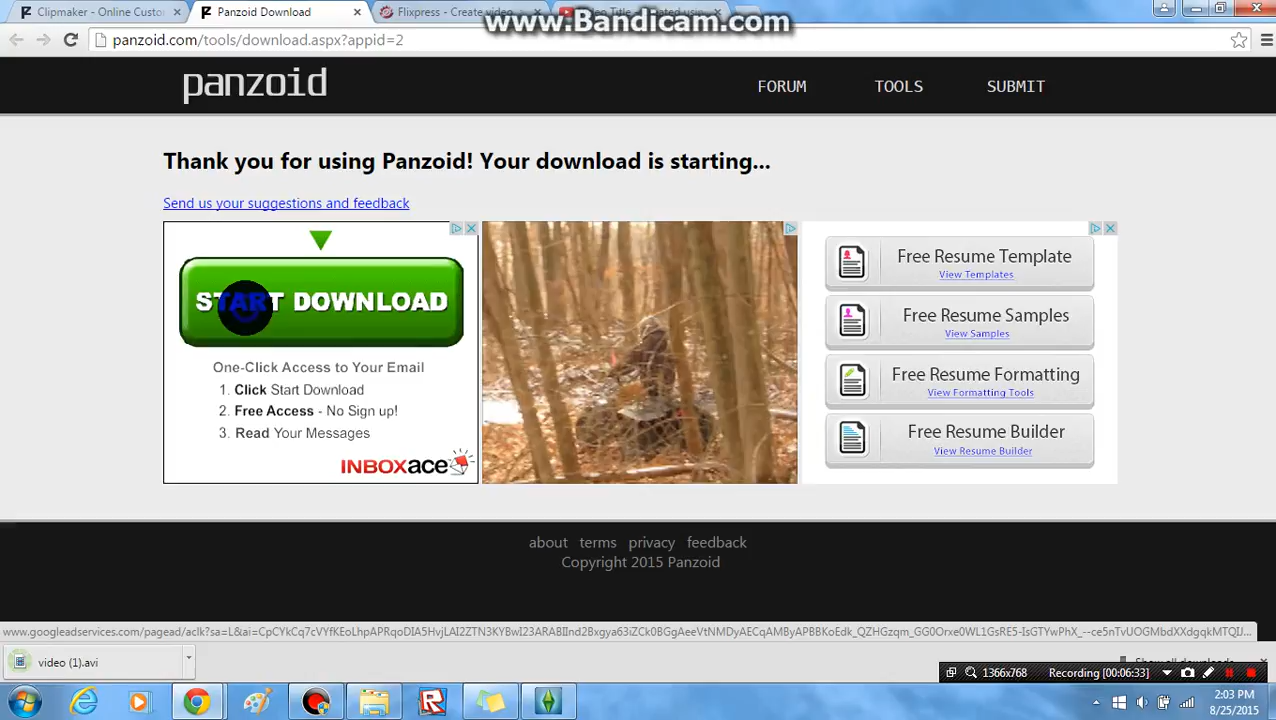 www.Bandicam.com
Clipmaker - Online Custo
Panzoid Download
Flixpress - Create video
panzoid.com/tools/download.aspx?appid=2
panzoid
FORUM
TOOLS
SUBMIT
Thank you for using Panzoid! Your download is starting...
Send us your suggestions and feedback
START DOWNLOAD
One-Click Access to Your Email
1. Click Start Download
2. Free Access - No Sign up!
3. Read Your Messages
INBOXace
Free Resume Template
View Templates
Free Resume Samples
View Samples
Free Resume Formatting
View Formatting Tools
Free Resume Builder
View Resume Builder
about terms privacy feedback
Copyright 2015 Panzoid
video (1).avi
1366x768
Recording [00:06:33]
2:03 PM
8/25/2015